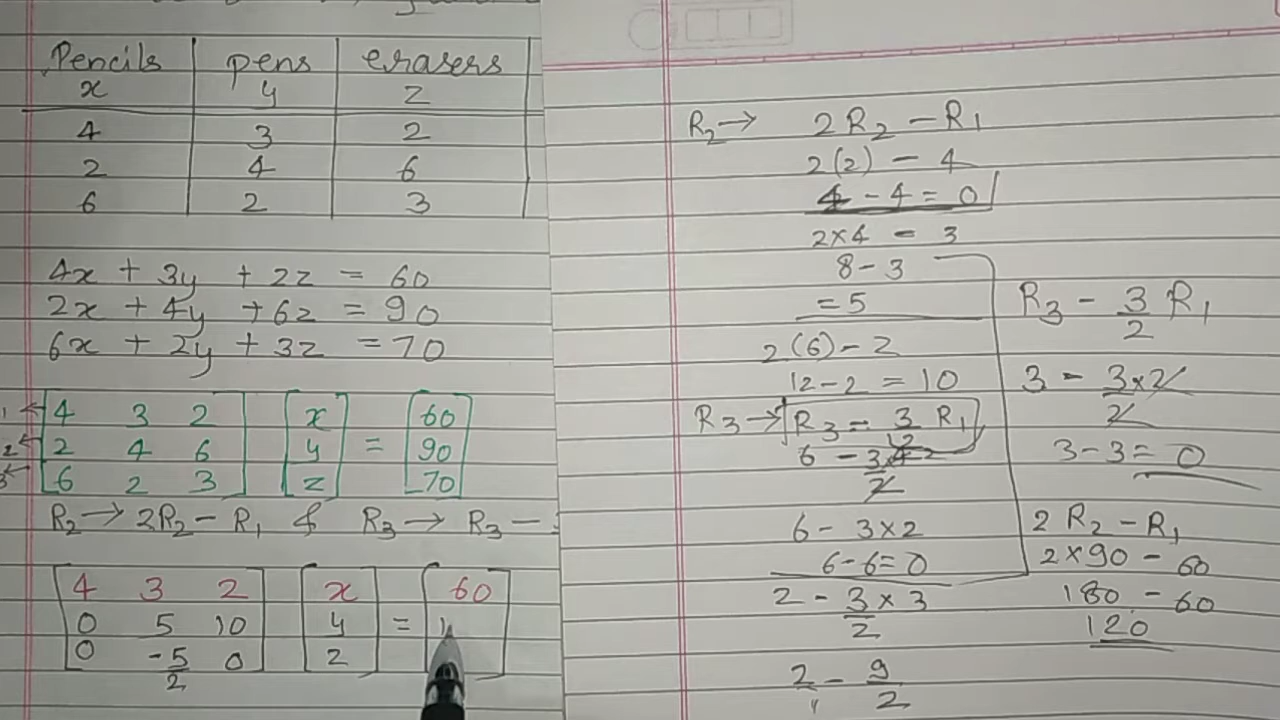 Pencils pens erasers
x y z
4 3 2
2 4 6
6 2 3
4x + 3y + 2z = 60
2x + 4y + 6z = 90
6x + 2y + 3z = 70
4 3 2 x 60
2 4 6 y = 90
6 2 3 z 70
R2 → 2R2 - R1 & R3 → R3 -
4 3 2 x 60
0 5 10 y = 1
0 -5/2 0 z
R2 → 2R2 - R1
2(2) - 4
4 - 4 = 0
2×4 - 3
8 - 3
= 5
2(6) - 2
12 - 2 = 10
R3 → R3 - 3/2 R1
6 - 3×4/2
6 - 3×2
6 - 6 = 0
2 - 3/2 × 3
2 - 9/2
R3 - 3/2 R1
3 - 3×2/2
3 - 3 = 0
2R2 - R1
2×90 - 60
180 - 60
120